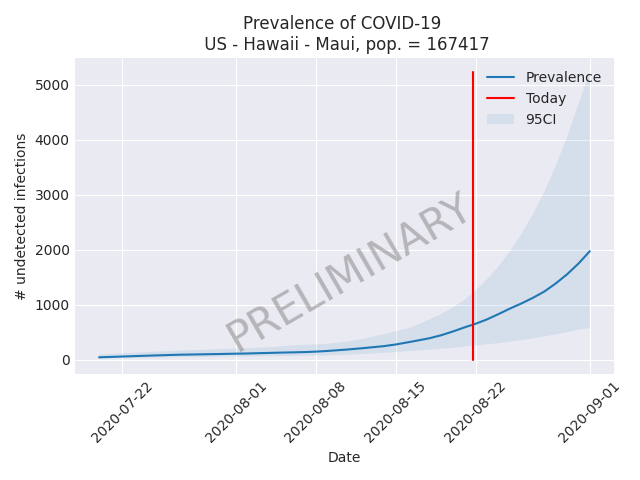 Prevalence of COVID-19
US - Hawaii - Maui, pop. = 167417
Prevalence
Today
95CI
# undetected infections
5000
4000
3000
2000
1000
0
PRELIMINARY
2020-07-22
2020-08-01
2020-08-08
2020-08-15
2020-08-22
2020-09-01
Date